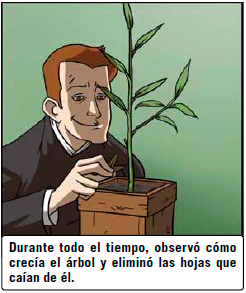 Durante todo el tiempo, observó cómo
crecía el árbol y eliminó las hojas que
caían de él.